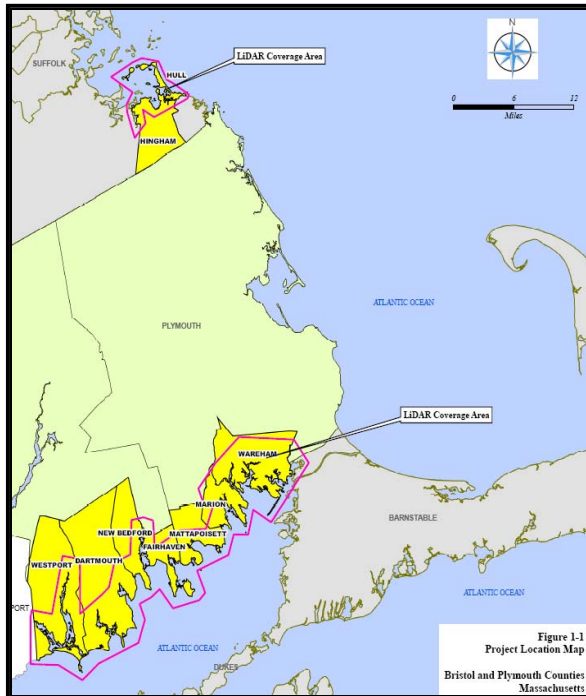 N
SUFFOLK
LiDAR Coverage Area
HULL
0 6 12
Miles
HINGHAM
ATLANTIC OCEAN
PLYMOUTH
LiDAR Coverage Area
WAREHAM
MARION
BARNSTABLE
NEW BEDFORD
MATTAPOISETT
FAIRHAVEN
WESTPORT
DARTMOUTH
ATLANTIC OCEAN
PORT
ATLANTIC OCEAN
DUKES
Figure 1-1
Project Location Map
Bristol and Plymouth Countie
Massachusetts